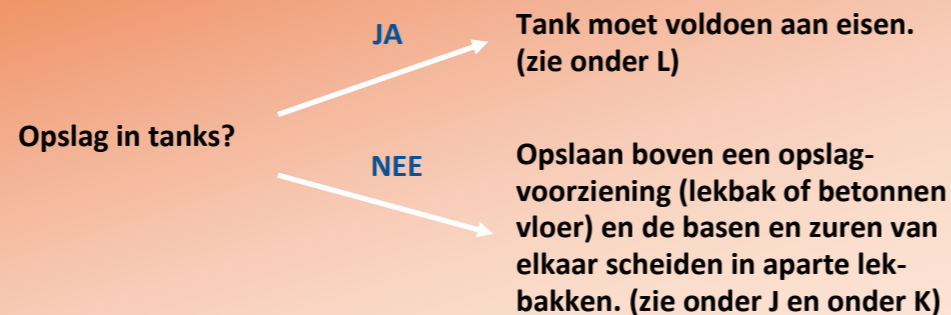 JA
Tank moet voldoen aan eisen.
(zie onder L)
Opslag in tanks?
NEE
Opslaan boven een opslag-
voorziening (lekbak of betonnen
vloer) en de basen en zuren van
elkaar scheiden in aparte lek-
bakken. (zie onder J en onder K)